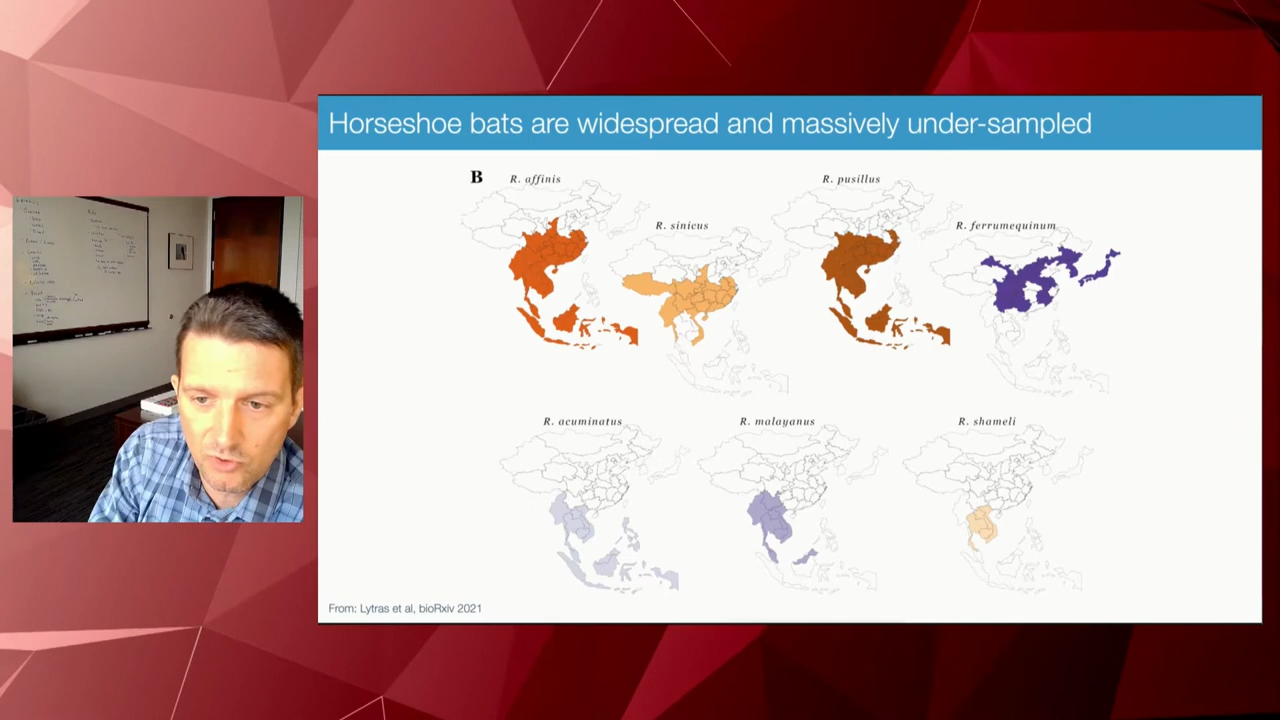 Horseshoe bats are widespread and massively under-sampled
B
R. affinis
R. pusillus
R. sinicus
R. ferrumequinum
R. acuminatus
R. malayanus
R. shameli
From: Lytras et al, bioRxiv 2021